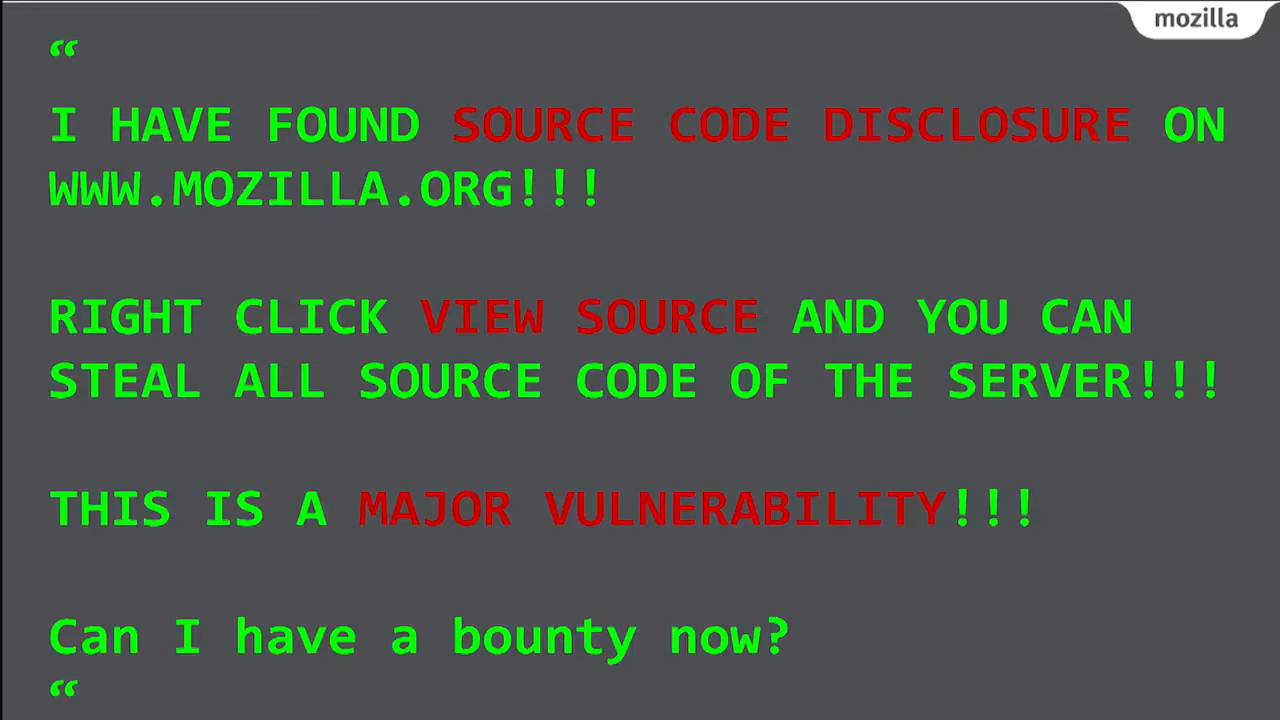 mozilla
“
I HAVE FOUND SOURCE CODE DISCLOSURE ON
WWW.MOZILLA.ORG!!!
RIGHT CLICK VIEW SOURCE AND YOU CAN
STEAL ALL SOURCE CODE OF THE SERVER!!!
THIS IS A MAJOR VULNERABILITY!!!
Can I have a bounty now?
“